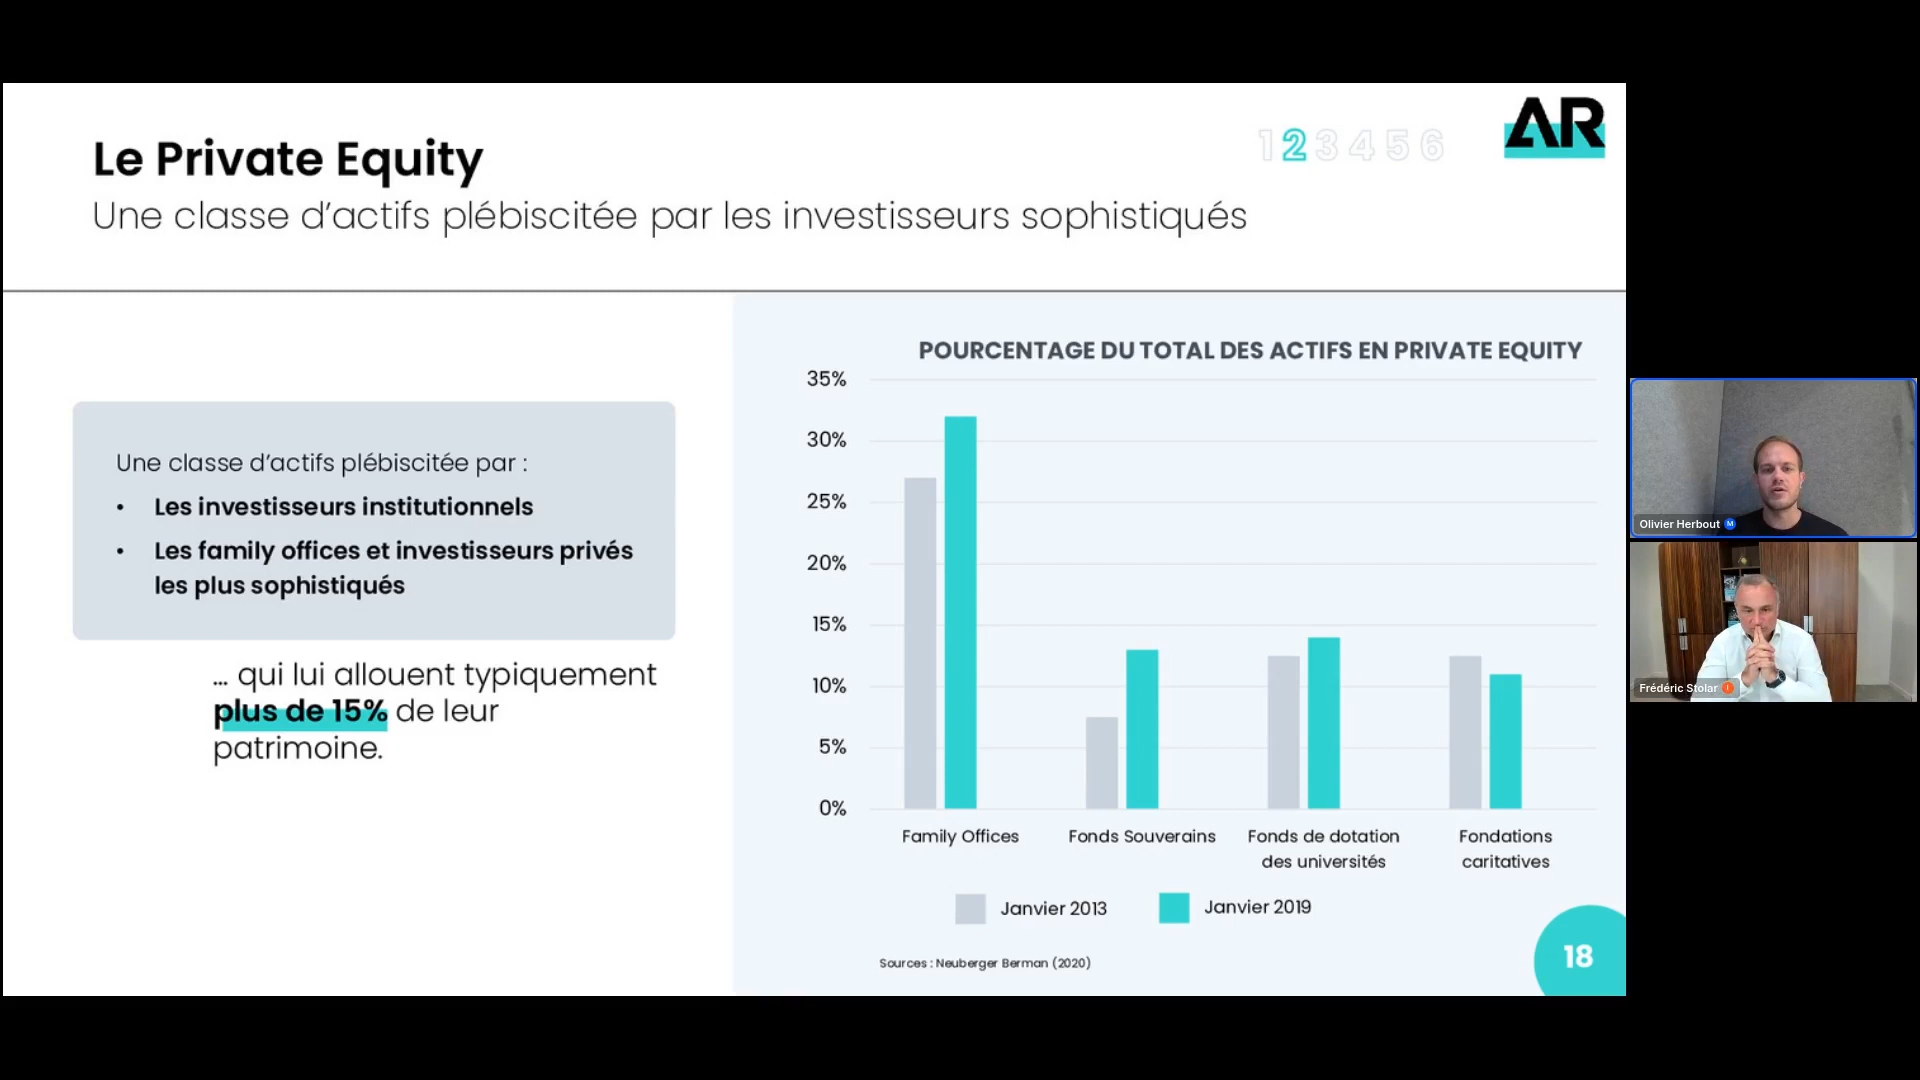 Le Private Equity
Une classe d’actifs plébiscitée par les investisseurs sophistiqués
1 2 3 4 5 6
AR
Une classe d’actifs plébiscitée par :
• Les investisseurs institutionnels
• Les family offices et investisseurs privés
les plus sophistiqués
... qui lui allouent typiquement
plus de 15% de leur
patrimoine.
POURCENTAGE DU TOTAL DES ACTIFS EN PRIVATE EQUITY
35%
30%
25%
20%
15%
10%
5%
0%
Family Offices
Fonds Souverains
Fonds de dotation
des universités
Fondations
caritatives
Janvier 2013
Janvier 2019
Sources : Neuberger Berman (2020)
18
Olivier Herbout M
Frédéric Stolar I